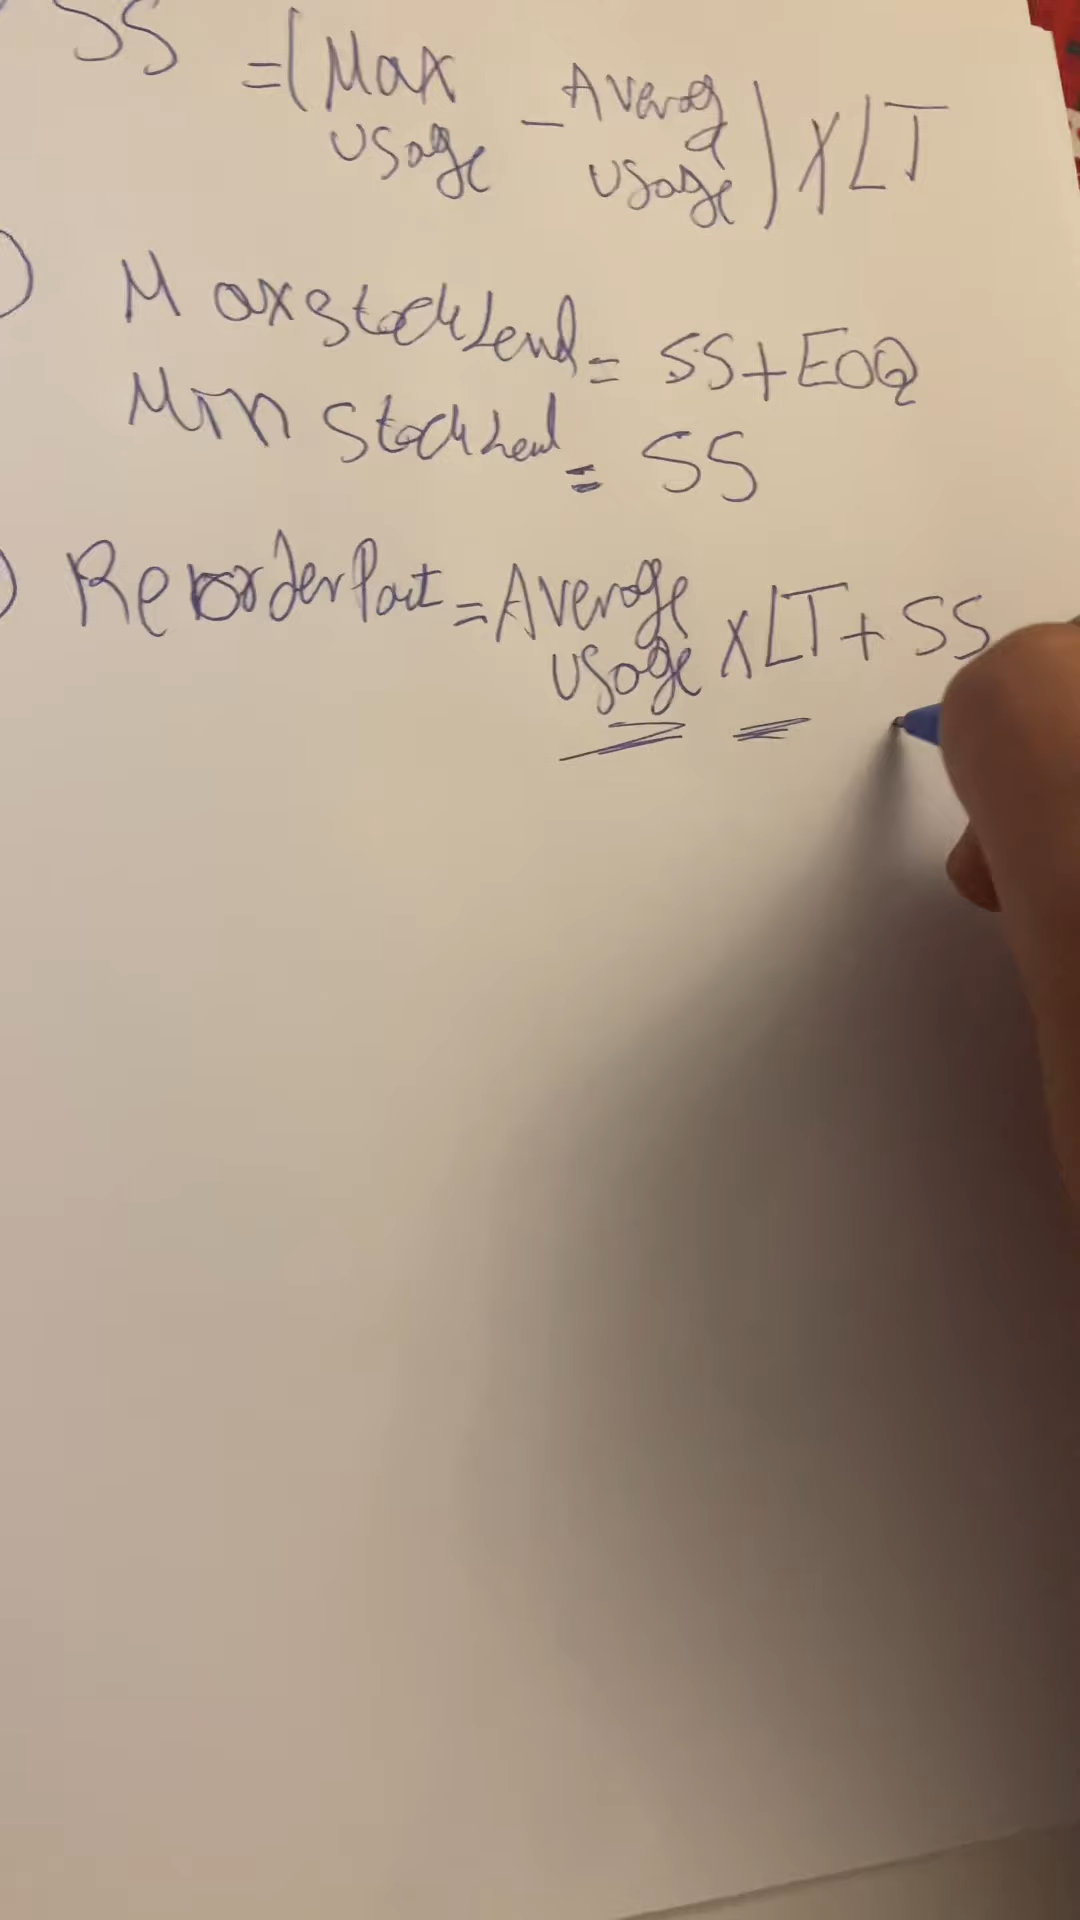 SS = (Max Usage - Averag Usage) x LT
Max Stock Level = SS + EOQ
Min Stock Level = SS
Reorder Point = Average Usage x LT + SS